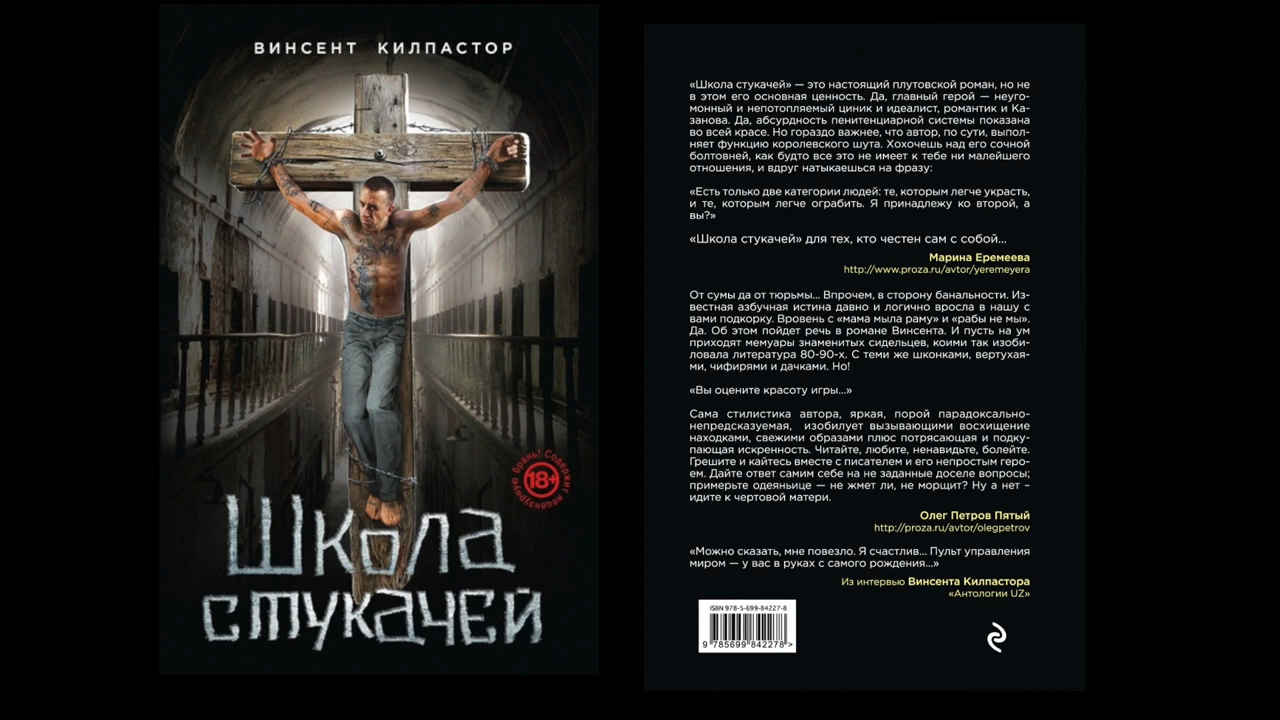 ВИНСЕНТ КИЛПАСТОР
Содержит нецензурную брань!
18+
Школа
стукачей
«Школа стукачей» — это настоящий плутовской роман, но не
в этом его основная ценность. Да, главный герой — неуго-
монный и непотопляемый циник и идеалист, романтик и Ка-
занова. Да, абсурдность пенитенциарной системы показана
во всей красе. Но гораздо важнее, что автор, по сути, выпол-
няет функцию королевского шута. Хохочешь над его сочной
болтовней, как будто все это не имеет к тебе ни малейшего
отношения, и вдруг натыкаешься на фразу:
«Есть только две категории людей: те, которым легче украсть,
и те, которым легче ограбить. Я принадлежу ко второй, а
вы?»
«Школа стукачей» для тех, кто честен сам с собой...
Марина Еремеева
http://www.proza.ru/avtor/yeremeyera
От сумы да от тюрьмы... Впрочем, в сторону банальности. Из-
вестная азбучная истина давно и логично вросла в нашу с
вами подкорку. Вровень с «мама мыла раму» и «рабы не мы».
Да. Об этом пойдет речь в романе Винсента. И пусть на ум
приходят мемуары знаменитых сидельцев, коими так изоби-
ловала литература 80-90-х. С теми же шконками, вертухая-
ми, чифирями и дачками. Но!
«Вы оцените красоту игры...»
Сама стилистика автора, яркая, порой парадоксально-
непредсказуемая, изобилует вызывающими восхищение
находками, свежими образами плюс потрясающая и подку-
пающая искренность. Читайте, любите, ненавидьте, болейте.
Грешите и кайтесь вместе с писателем и его непростым геро-
ем. Дайте ответ самим себе на не заданные доселе вопросы;
примерьте одеяньице — не жмет ли, не морщит? Ну а нет –
идите к чертовой матери.
Олег Петров Пятый
http://proza.ru/avtor/olegpetrov
«Можно сказать, мне повезло. Я счастлив... Пульт управления
миром — у вас в руках с самого рождения...»
Из интервью Винсента Килпастора
«Антологии UZ»
ISBN 978-5-699-84227-8
9 785699 842278 >